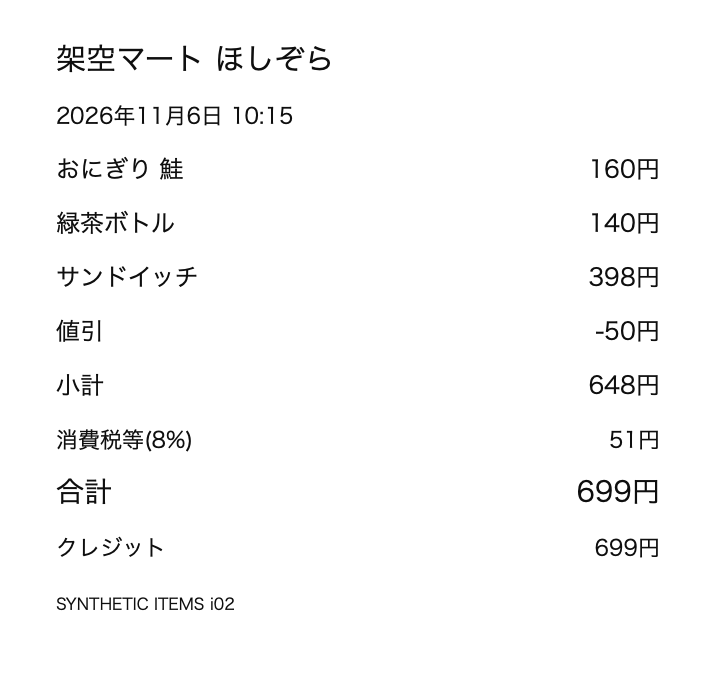 架空マート ほしぞら
2026年11月6日 10:15
おにぎり 鮭 160円
緑茶ボトル 140円
サンドイッチ 398円
値引 -50円
小計 648円
消費税等(8%) 51円
合計 699円
クレジット 699円
SYNTHETIC ITEMS i02